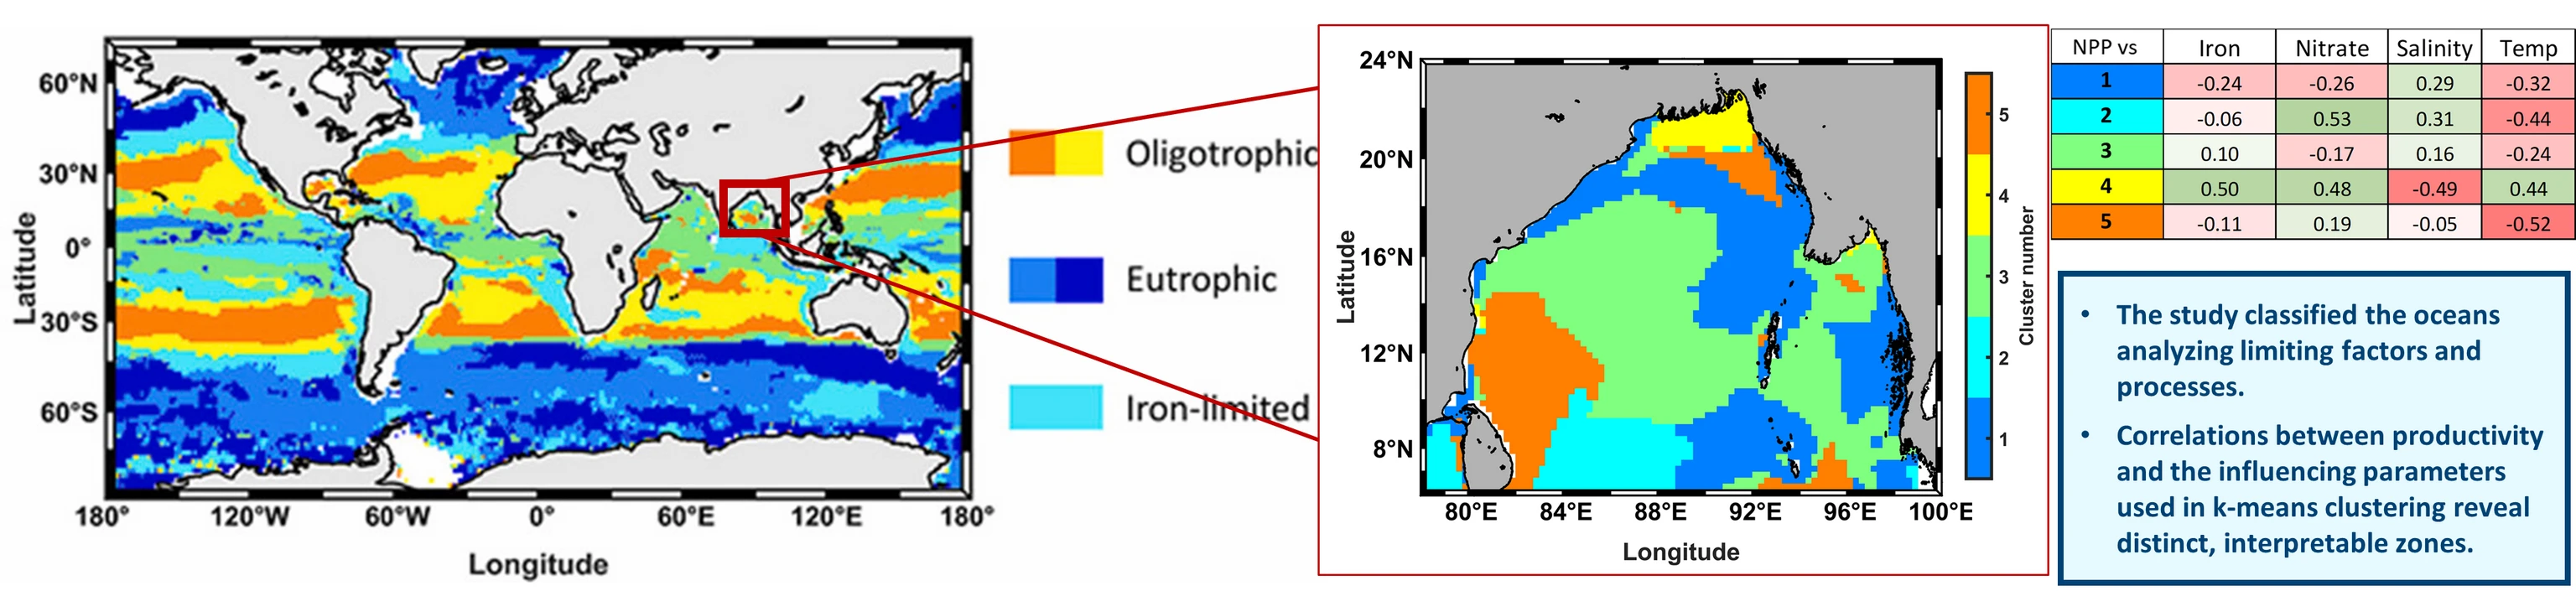 60°N
30°N
0°
30°S
60°S
Latitude
180°
120°W
60°W
0°
60°E
120°E
180°
Longitude
Oligotrophic
Eutrophic
Iron-limited
24°N
20°N
16°N
12°N
8°N
Latitude
80°E
84°E
88°E
92°E
96°E
100°E
Longitude
5
4
3
2
1
Cluster number
NPP vs Iron Nitrate Salinity Temp
1 -0.24 -0.26 0.29 -0.32
2 -0.06 0.53 0.31 -0.44
3 0.10 -0.17 0.16 -0.24
4 0.50 0.48 -0.49 0.44
5 -0.11 0.19 -0.05 -0.52
• The study classified the oceans
analyzing limiting factors and
processes.
• Correlations between productivity
and the influencing parameters
used in k-means clustering reveal
distinct, interpretable zones.